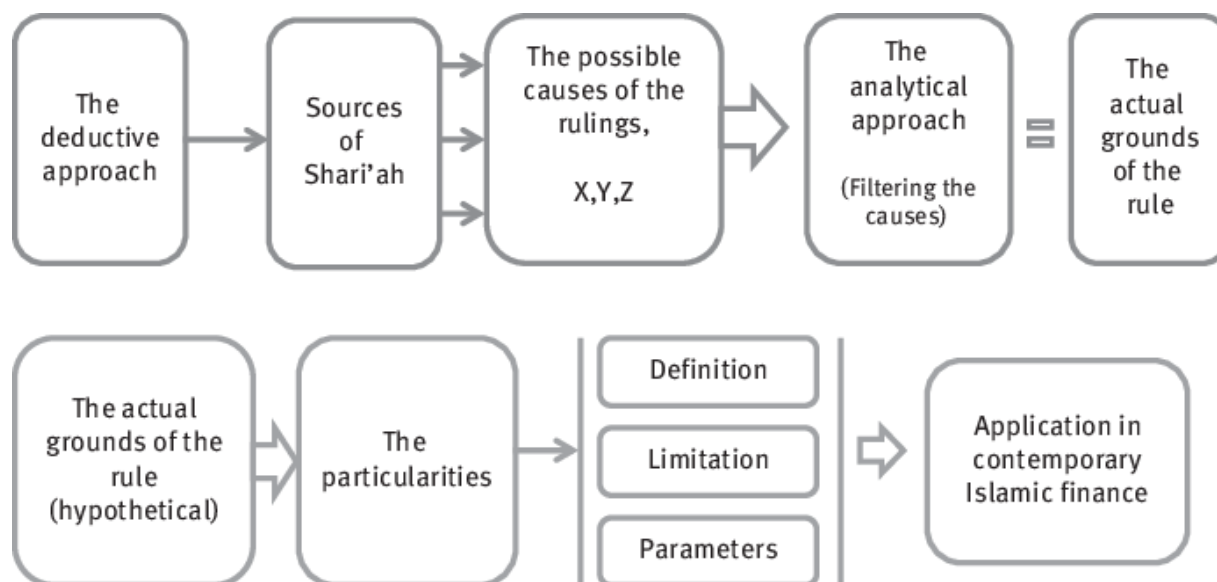 The
deductive
approach
Sources
of
Shari'ah
The possible
causes of the
rulings,
X,Y,Z
The
analytical
approach
(Filtering the
causes)
=
The
actual
grounds
of the
rule
The actual
grounds of the
rule
(hypothetical)
The
particularities
Definition
Limitation
Parameters
Application in
contemporary
Islamic finance